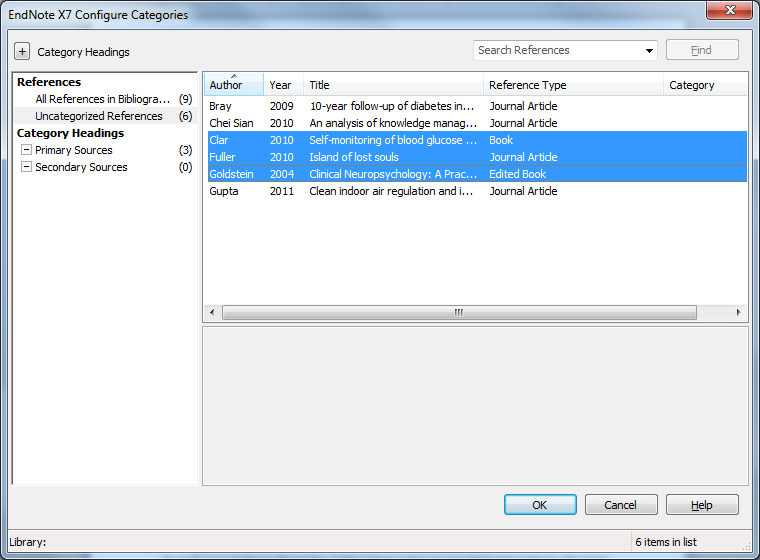 EndNote X7 Configure Categories
+ Category Headings
Search References
Find
References
All References in Bibliogra... (9)
Uncategorized References (6)
Category Headings
Primary Sources (3)
Secondary Sources (0)
Author Year Title Reference Type Category
Bray 2009 10-year follow-up of diabetes in... Journal Article
Chei Sian 2010 An analysis of knowledge manag... Journal Article
Clar 2010 Self-monitoring of blood glucose ... Book
Fuller 2010 Island of lost souls Journal Article
Goldstein 2004 Clinical Neuropsychology: A Prac... Edited Book
Gupta 2011 Clean indoor air regulation and i... Journal Article
OK Cancel Help
Library: 6 items in list